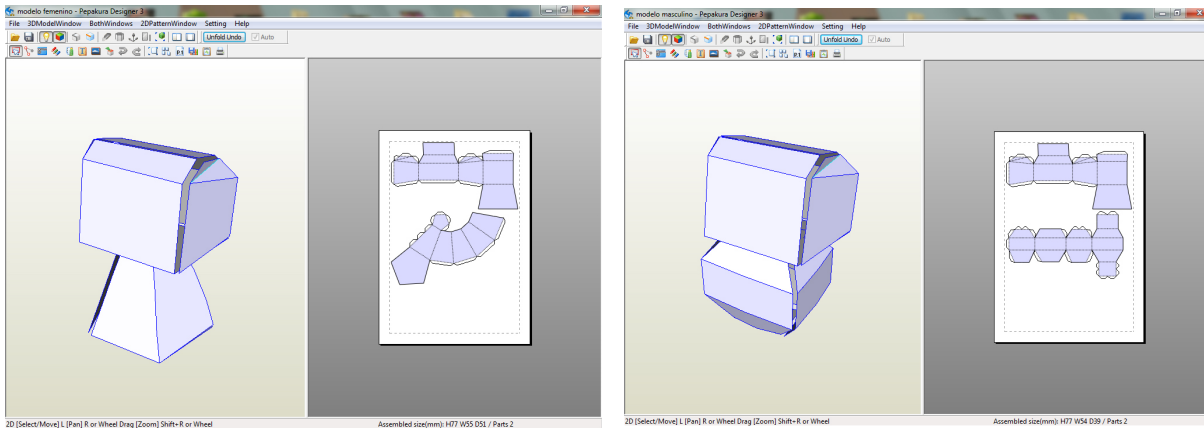 modelo femenino - Pepakura Designer 3
File 3DModelWindow BothWindows 2DPatternWindow Setting Help
Unfold Undo Auto
2D [Select/Move] L [Pan] R or Wheel Drag [Zoom] Shift+R or Wheel Assembled size(mm): H77 W55 D51 / Parts 2
modelo masculino - Pepakura Designer 3
File 3DModelWindow BothWindows 2DPatternWindow Setting Help
Unfold Undo Auto
2D [Select/Move] L [Pan] R or Wheel Drag [Zoom] Shift+R or Wheel Assembled size(mm): H77 W54 D39 / Parts 2